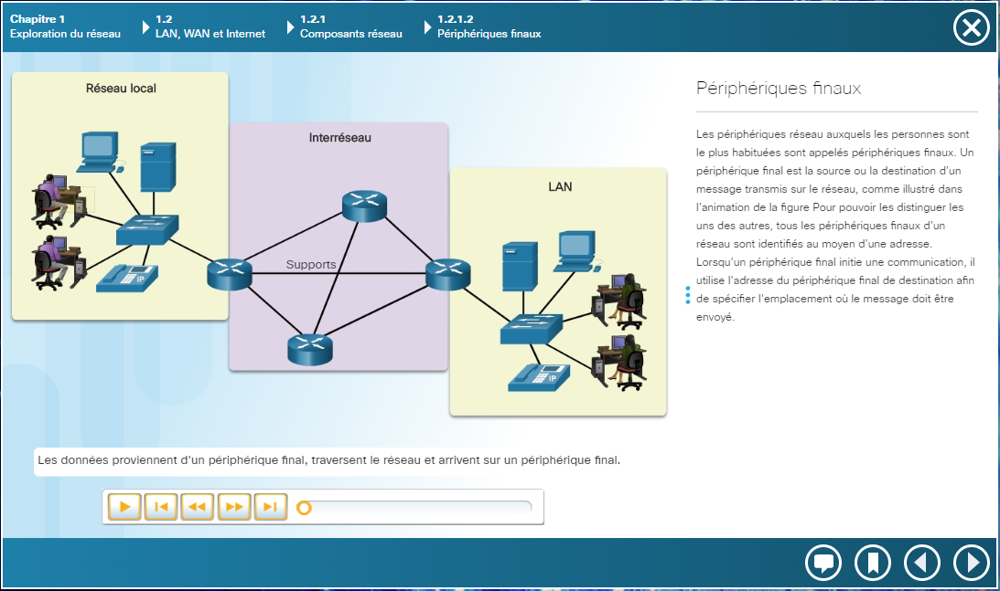 Chapitre 1
Exploration du réseau
1.2
LAN, WAN et Internet
1.2.1
Composants réseau
1.2.1.2
Périphériques finaux
Réseau local
Interréseau
LAN
Supports
IP
IP
Périphériques finaux
Les périphériques réseau auxquels les personnes sont
le plus habituées sont appelés périphériques finaux. Un
périphérique final est la source ou la destination d'un
message transmis sur le réseau, comme illustré dans
l'animation de la figure Pour pouvoir les distinguer les
uns des autres, tous les périphériques finaux d'un
réseau sont identifiés au moyen d'une adresse.
Lorsqu'un périphérique final initie une communication, il
utilise l'adresse du périphérique final de destination afin
de spécifier l'emplacement où le message doit être
envoyé.
Les données proviennent d'un périphérique final, traversent le réseau et arrivent sur un périphérique final.